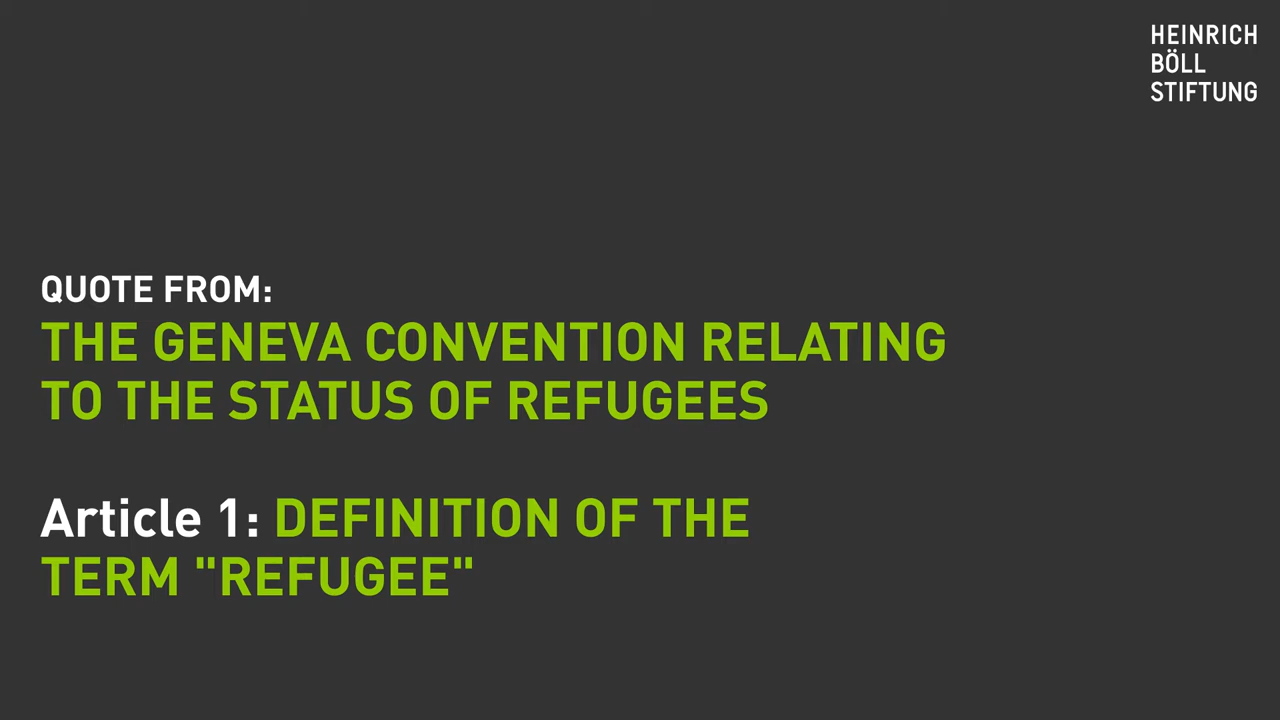 HEINRICH
BÖLL
STIFTUNG
QUOTE FROM:
THE GENEVA CONVENTION RELATING
TO THE STATUS OF REFUGEES
Article 1: DEFINITION OF THE
TERM "REFUGEE"